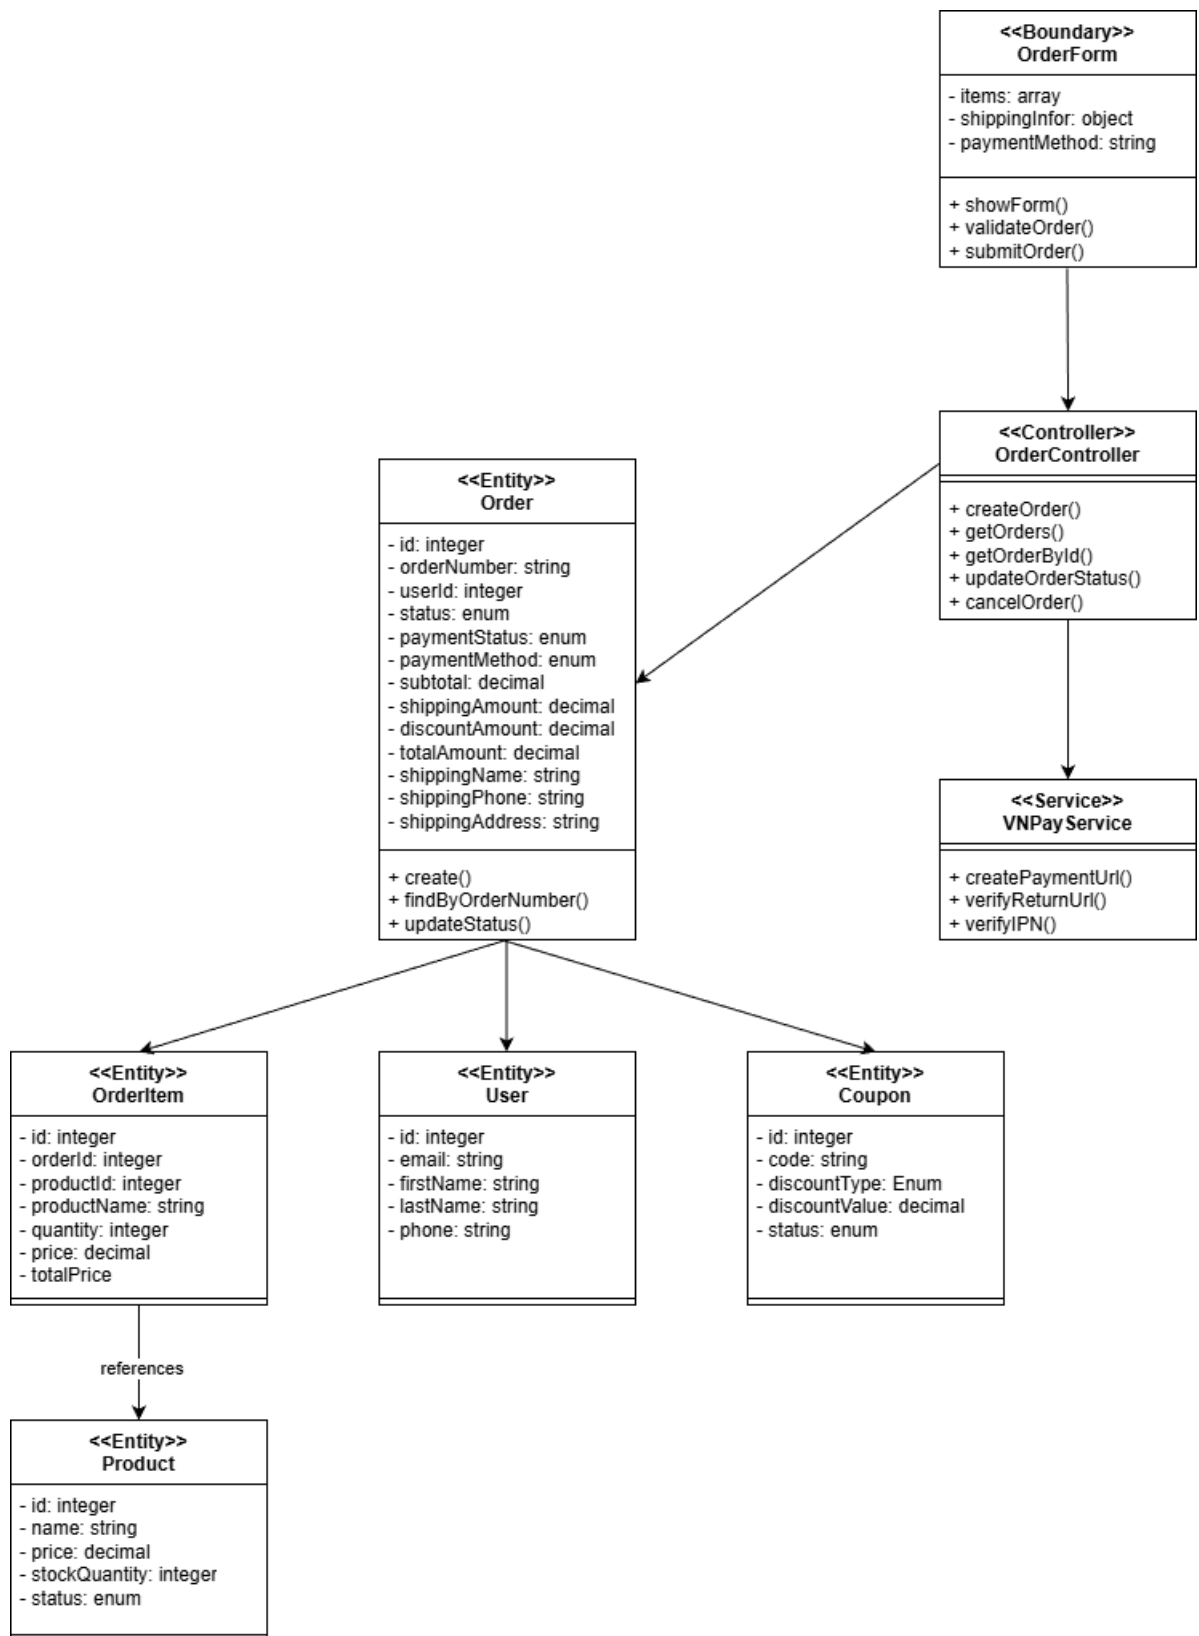 <<Boundary>>
OrderForm
- items: array
- shippingInfor: object
- paymentMethod: string
+ showForm()
+ validateOrder()
+ submitOrder()
<<Controller>>
OrderController
+ createOrder()
+ getOrders()
+ getOrderById()
+ updateOrderStatus()
+ cancelOrder()
<<Entity>>
Order
- id: integer
- orderNumber: string
- userId: integer
- status: enum
- paymentStatus: enum
- paymentMethod: enum
- subtotal: decimal
- shippingAmount: decimal
- discountAmount: decimal
- totalAmount: decimal
- shippingName: string
- shippingPhone: string
- shippingAddress: string
+ create()
+ findByOrderNumber()
+ updateStatus()
<<Service>>
VNPayService
+ createPaymentUrl()
+ verifyReturnUrl()
+ verifyIPN()
<<Entity>>
OrderItem
- id: integer
- orderId: integer
- productId: integer
- productName: string
- quantity: integer
- price: decimal
- totalPrice
<<Entity>>
User
- id: integer
- email: string
- firstName: string
- lastName: string
- phone: string
<<Entity>>
Coupon
- id: integer
- code: string
- discountType: Enum
- discountValue: decimal
- status: enum
references
<<Entity>>
Product
- id: integer
- name: string
- price: decimal
- stockQuantity: integer
- status: enum